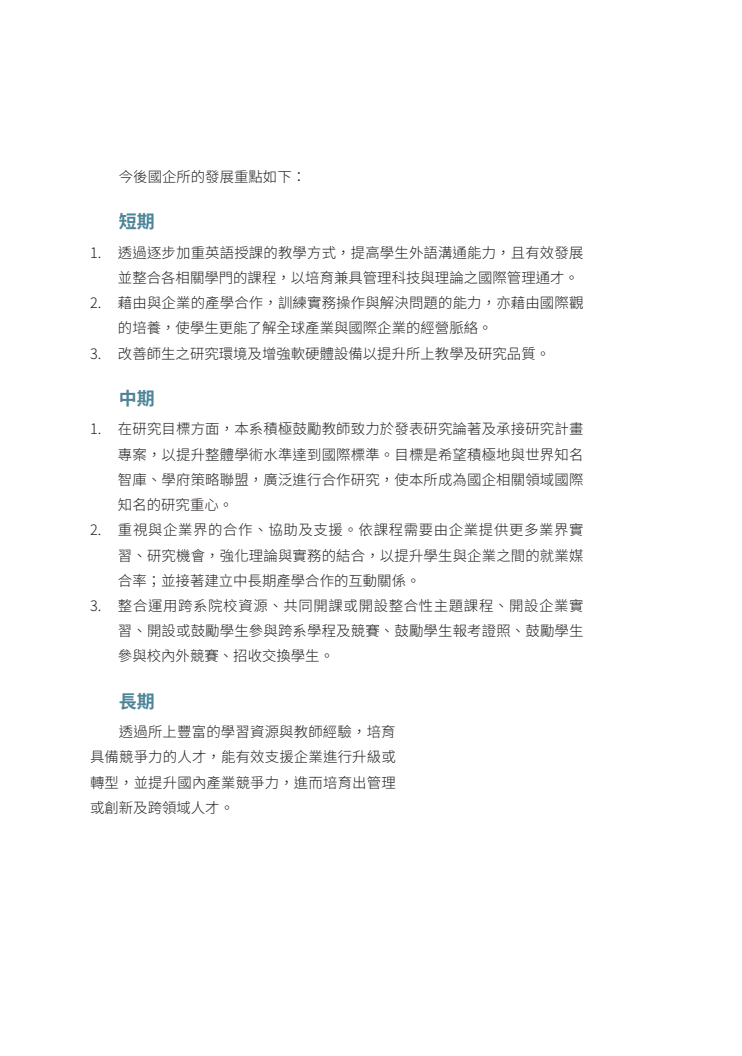 今後國企所的發展重點如下：
短期
1. 透過逐步加重英語授課的教學方式，提高學生外語溝通能力，且有效發展
並整合各相關學門的課程，以培育兼具管理科技與理論之國際管理通才。
2. 藉由與企業的產學合作，訓練實務操作與解決問題的能力，亦藉由國際觀
的培養，使學生更能了解全球產業與國際企業的經營脈絡。
3. 改善師生之研究環境及增強軟硬體設備以提升所上教學及研究品質。
中期
1. 在研究目標方面，本系積極鼓勵教師致力於發表研究論著及承接研究計畫
專案，以提升整體學術水準達到國際標準。目標是希望積極地與世界知名
智庫、學府策略聯盟，廣泛進行合作研究，使本所成為國企相關領域國際
知名的研究重心。
2. 重視與企業界的合作、協助及支援。依課程需要由企業提供更多業界實
習、研究機會，強化理論與實務的結合，以提升學生與企業之間的就業媒
合率；並接著建立中長期產學合作的互動關係。
3. 整合運用跨系院校資源、共同開課或開設整合性主題課程、開設企業實
習、開設或鼓勵學生參與跨系學程及競賽、鼓勵學生報考證照、鼓勵學生
參與校內外競賽、招收交換學生。
長期
透過所上豐富的學習資源與教師經驗，培育
具備競爭力的人才，能有效支援企業進行升級或
轉型，並提升國內產業競爭力，進而培育出管理
或創新及跨領域人才。